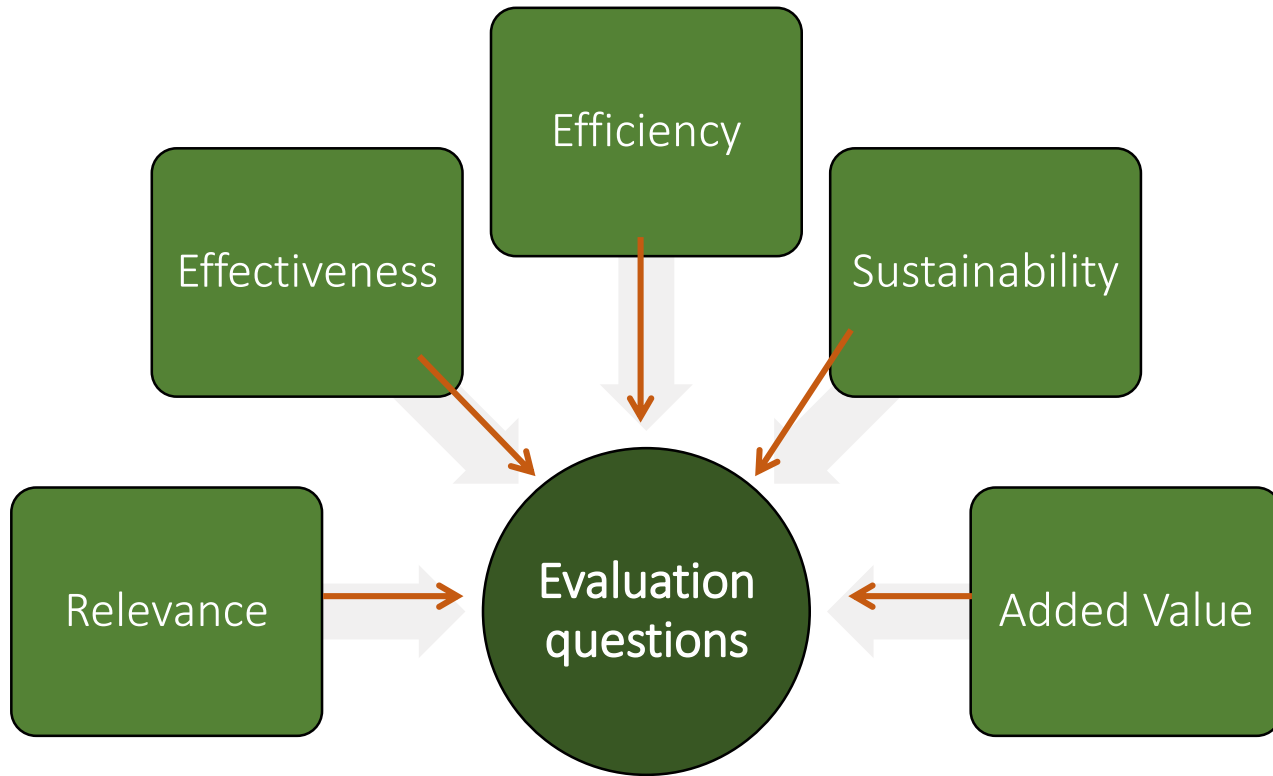 Efficiency
Effectiveness
Sustainability
Relevance
Evaluation
questions
Added Value